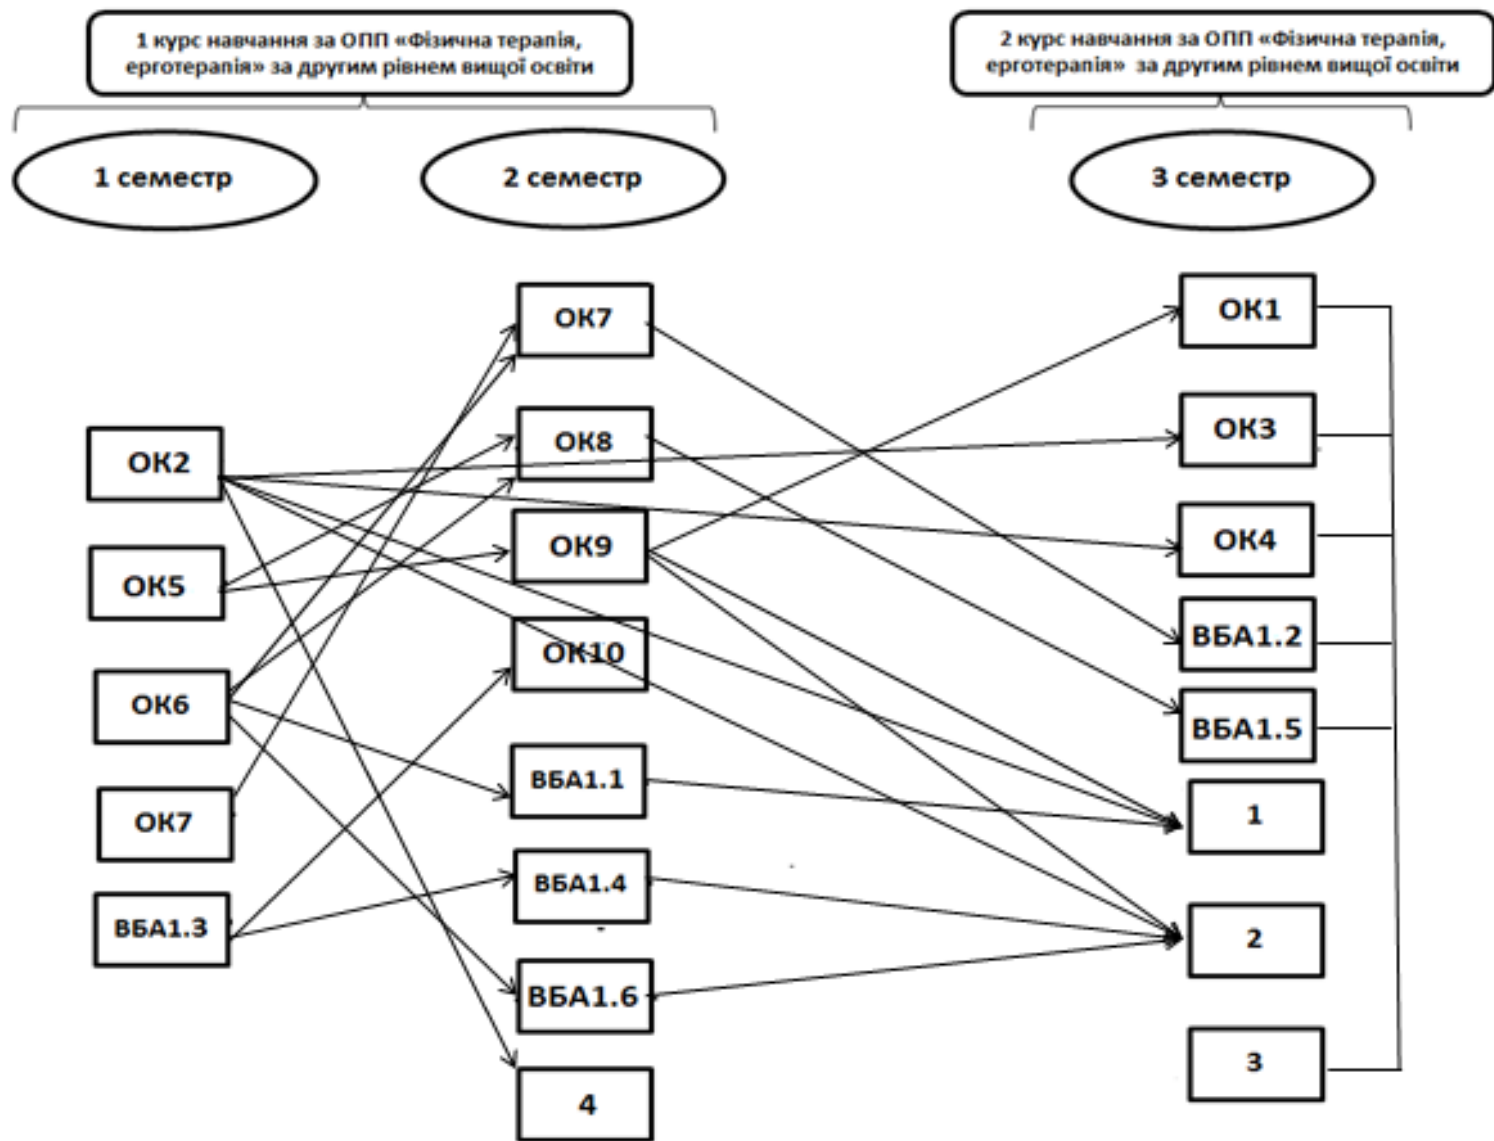 1 курс навчання за ОПП «Фізична терапія,
ерготерапія» за другим рівнем вищої освіти
2 курс навчання за ОПП «Фізична терапія,
ерготерапія» за другим рівнем вищої освіти
1 семестр
2 семестр
3 семестр
ОК2
ОК5
ОК6
ОК7
ВБА1.3
ОК7
ОК8
ОК9
ОК10
ВБА1.1
ВБА1.4
ВБА1.6
4
ОК1
ОК3
ОК4
ВБА1.2
ВБА1.5
1
2
3